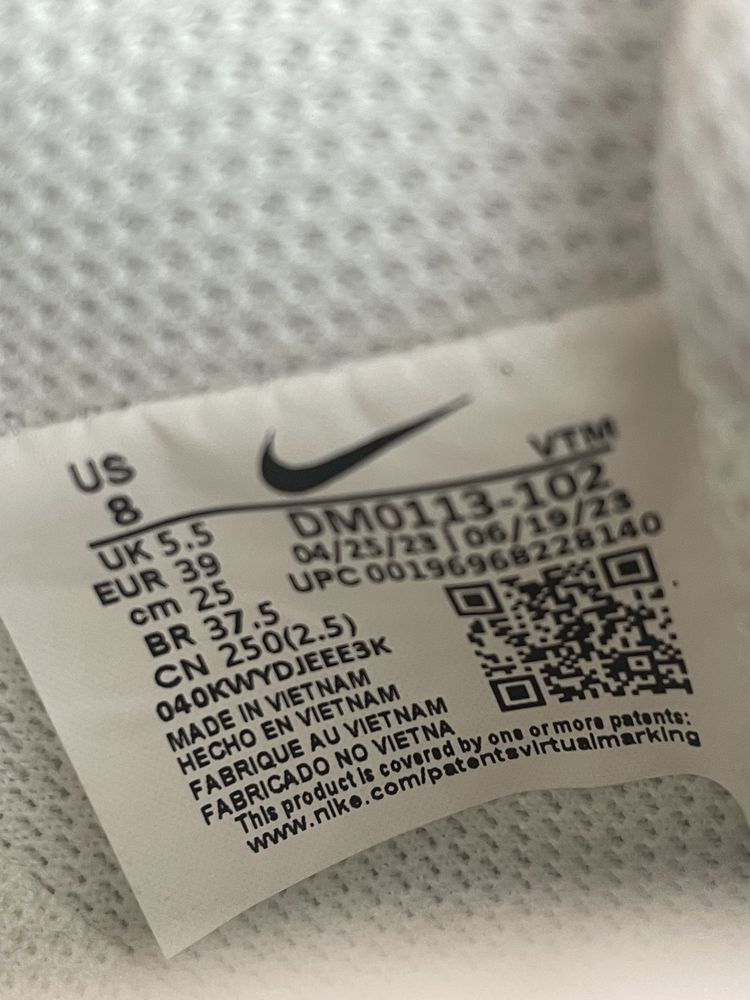 US
8
VTM
DM0113-102
04/25/23 | 06/19/23
UPC 00196968228140
UK 5.5
EUR 39
cm 25
BR 37.5
CN 250(2.5)
040KWYDJEEE3K
MADE IN VIETNAM
HECHO EN VIETNAM
FABRIQUE AU VIETNAM
FABRICADO NO VIETNA
This product is covered by one or more patents:
www.nike.com/patentsvirtualmarking